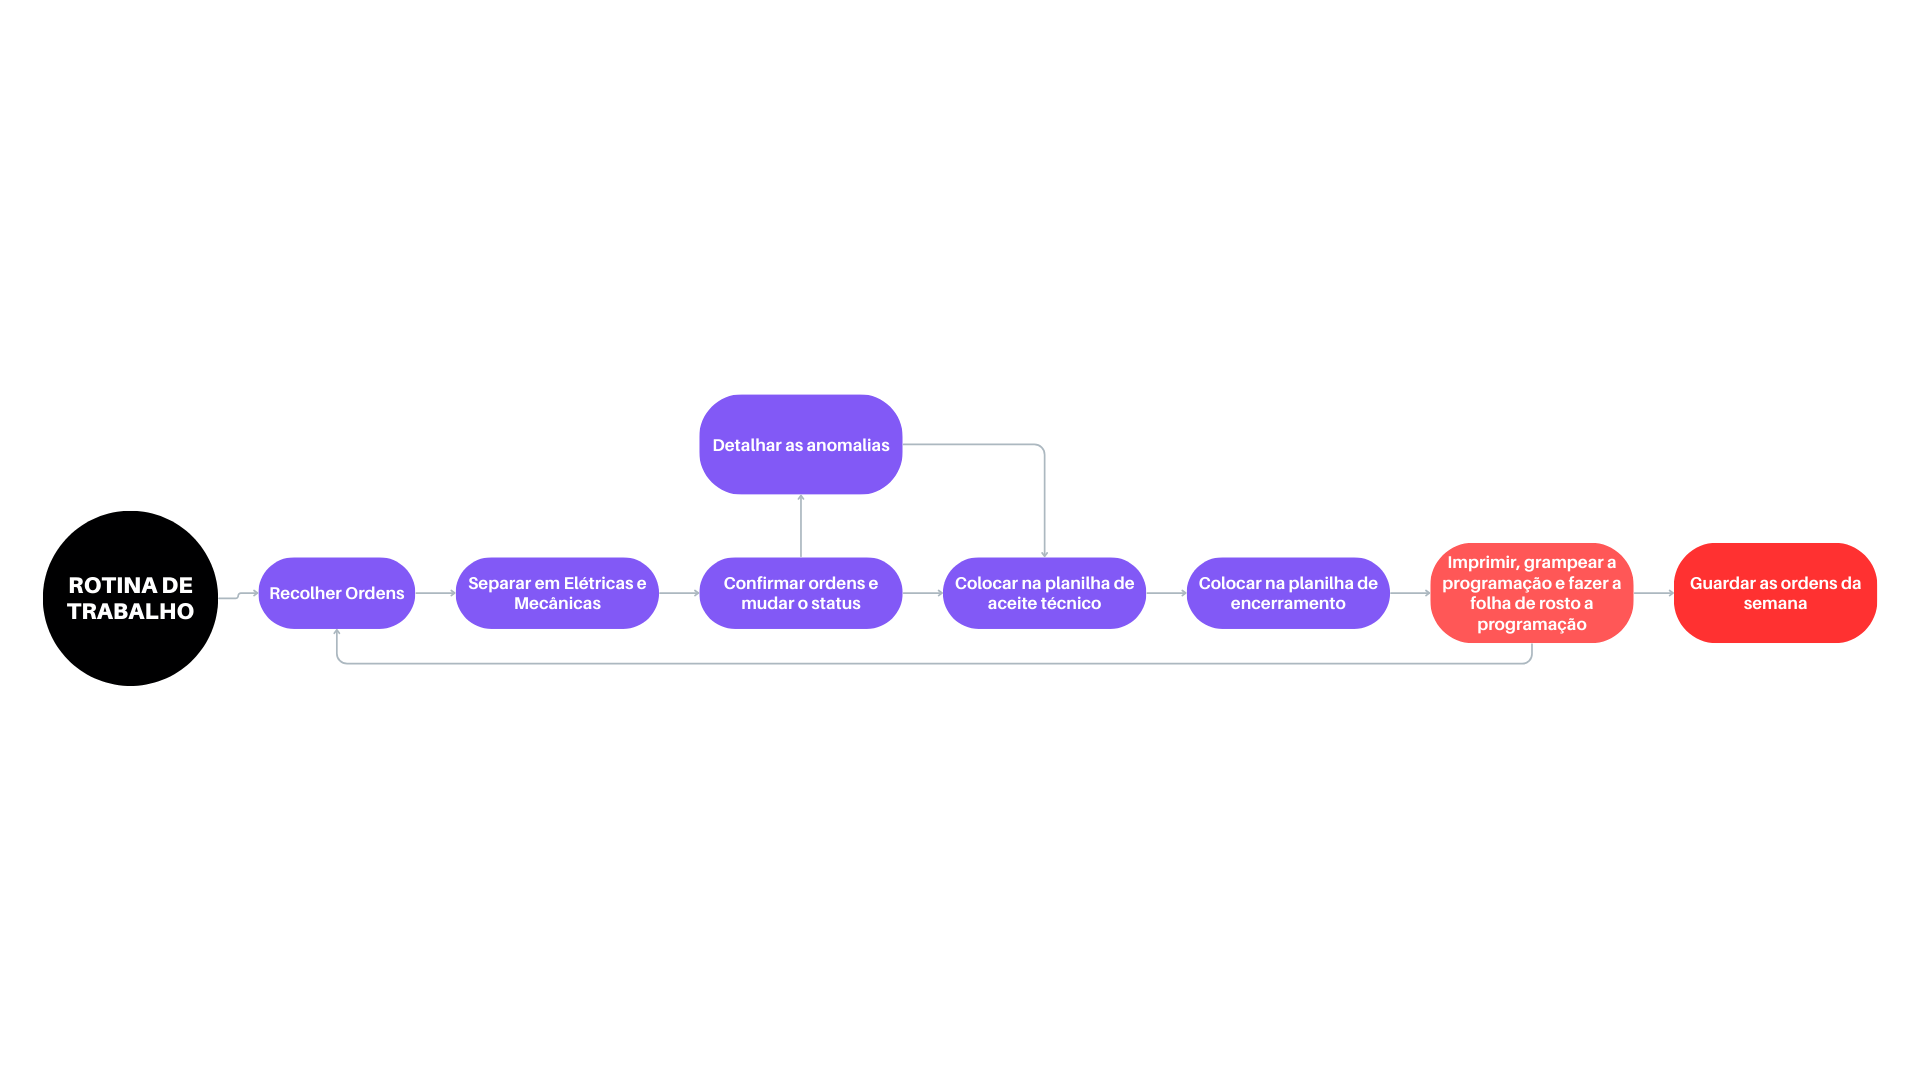 ROTINA DE
TRABALHO
Recolher Ordens
Separar em Elétricas e
Mecânicas
Confirmar ordens e
mudar o status
Detalhar as anomalias
Colocar na planilha de
aceite técnico
Colocar na planilha de
encerramento
Imprimir, grampear a
programação e fazer a
folha de rosto a
programação
Guardar as ordens da
semana